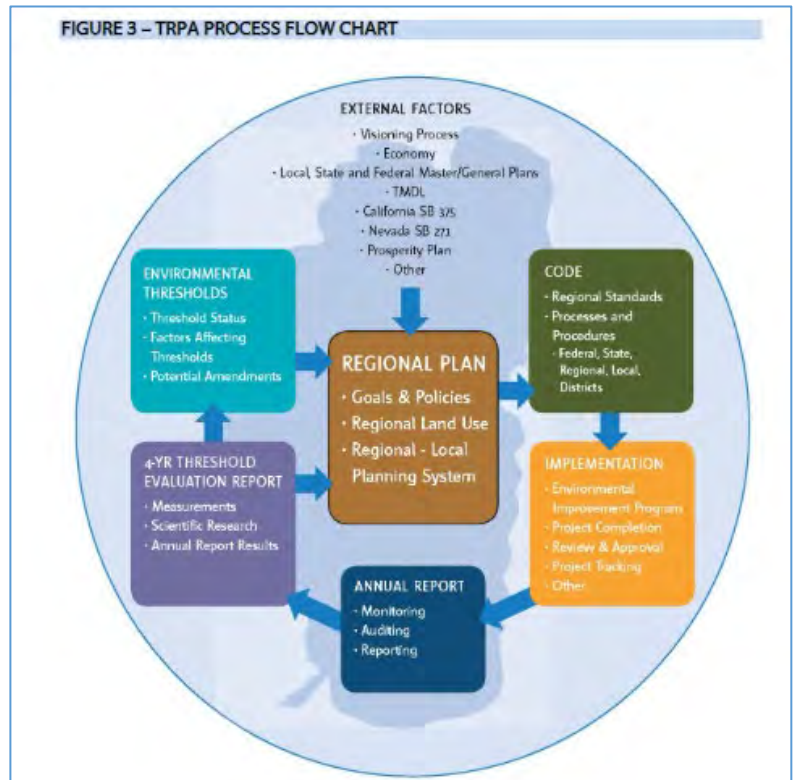 FIGURE 3 – TRPA PROCESS FLOW CHART
EXTERNAL FACTORS
· Visioning Process
· Economy
· Local, State and Federal Master/General Plans
· TMDL
· California SB 375
· Nevada SB 271
· Prosperity Plan
· Other
ENVIRONMENTAL
THRESHOLDS
· Threshold Status
· Factors Affecting
Thresholds
· Potential Amendments
REGIONAL PLAN
· Goals & Policies
· Regional Land Use
· Regional - Local
Planning System
CODE
· Regional Standards
· Processes and
Procedures
· Federal, State,
Regional, Local,
Districts
4-YR THRESHOLD
EVALUATION REPORT
· Measurements
· Scientific Research
· Annual Report Results
IMPLEMENTATION
· Environmental
Improvement Program
· Project Completion
· Review & Approval
· Project Tracking
· Other
ANNUAL REPORT
· Monitoring
· Auditing
· Reporting